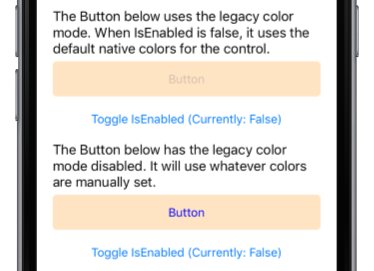 The Button below uses the legacy color
mode. When IsEnabled is false, it uses the
default native colors for the control.
Button
Toggle IsEnabled (Currently: False)
The Button below has the legacy color
mode disabled. It will use whatever colors
are manually set.
Button
Toggle IsEnabled (Currently: False)